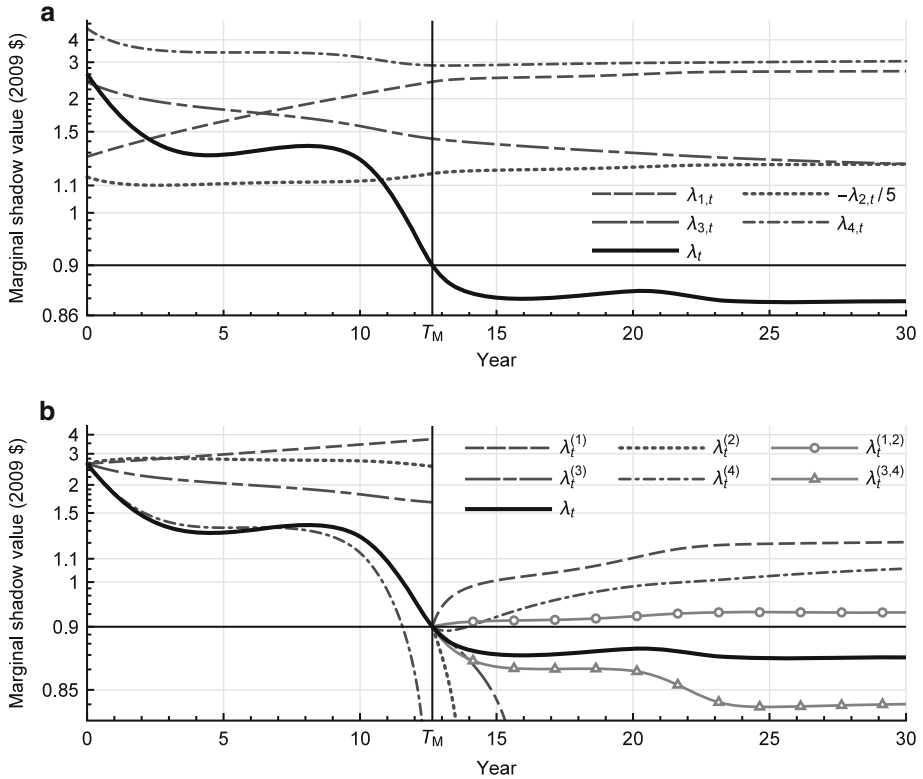 a
Marginal shadow value (2009 $)
4
3
2
1.5
1.1
1
0.9
0.86
λ1,t
−λ2,t / 5
λ3,t
λ4,t
λt
0 5 10 TM 15 20 25 30
Year
b
Marginal shadow value (2009 $)
4
3
2
1.5
1.1
1
0.9
0.85
λt(1) λt(2) λt(1,2)
λt(3) λt(4) λt(3,4)
λt
0 5 10 TM 15 20 25 30
Year